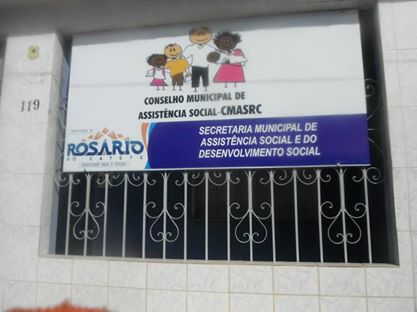 119
CONSELHO MUNICIPAL DE
ASSISTÊNCIA SOCIAL-CMASRC
ROSÁRIO
DO CATETE
SECRETARIA MUNICIPAL DE
ASSISTÊNCIA SOCIAL E DO
DESENVOLVIMENTO SOCIAL